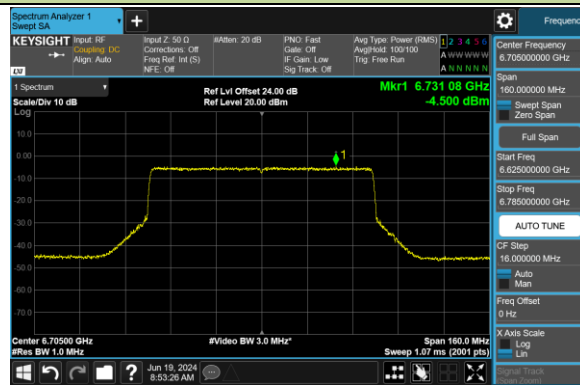 Spectrum Analyzer 1
Swept SA
Frequency
KEYSIGHT
Input: RF
Coupling: DC
Align: Auto
Input Z: 50 Ω
Corrections: Off
Freq Ref: Int (S)
NFE: Off
#Atten: 20 dB
PNO: Fast
Gate: Off
IF Gain: Low
Sig Track: Off
Avg Type: Power (RMS)
Avg|Hold: 100/100
Trig: Free Run
1 2 3 4 5 6
A W W W W W
A N N N N N
LXI
1 Spectrum
Scale/Div 10 dB
Log
Ref Lvl Offset 24.00 dB
Ref Level 20.00 dBm
Mkr1 6.731 08 GHz
-4.500 dBm
1
10.0
0.00
-10.0
-20.0
-30.0
-40.0
-50.0
-60.0
-70.0
Center 6.70500 GHz
#Res BW 1.0 MHz
#Video BW 3.0 MHz*
Span 160.0 MHz
Sweep 1.07 ms (2001 pts)
Center Frequency
6.705000000 GHz
Span
160.000000 MHz
Swept Span
Zero Span
Full Span
Start Freq
6.625000000 GHz
Stop Freq
6.785000000 GHz
AUTO TUNE
CF Step
16.000000 MHz
Auto
Man
Freq Offset
0 Hz
X Axis Scale
Log
Lin
Signal Track
(Span Zoom)
?
Jun 19, 2024
8:53:26 AM